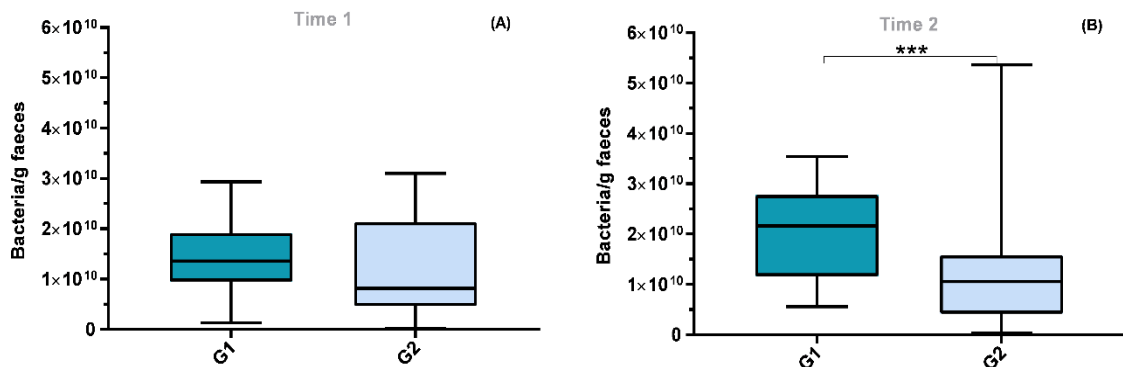 Time 1
(A)
Bacteria/g faeces
6×10¹⁰
5×10¹⁰
4×10¹⁰
3×10¹⁰
2×10¹⁰
1×10¹⁰
0
G1
G2
Time 2
(B)
***
Bacteria/g faeces
6×10¹⁰
5×10¹⁰
4×10¹⁰
3×10¹⁰
2×10¹⁰
1×10¹⁰
0
G1
G2